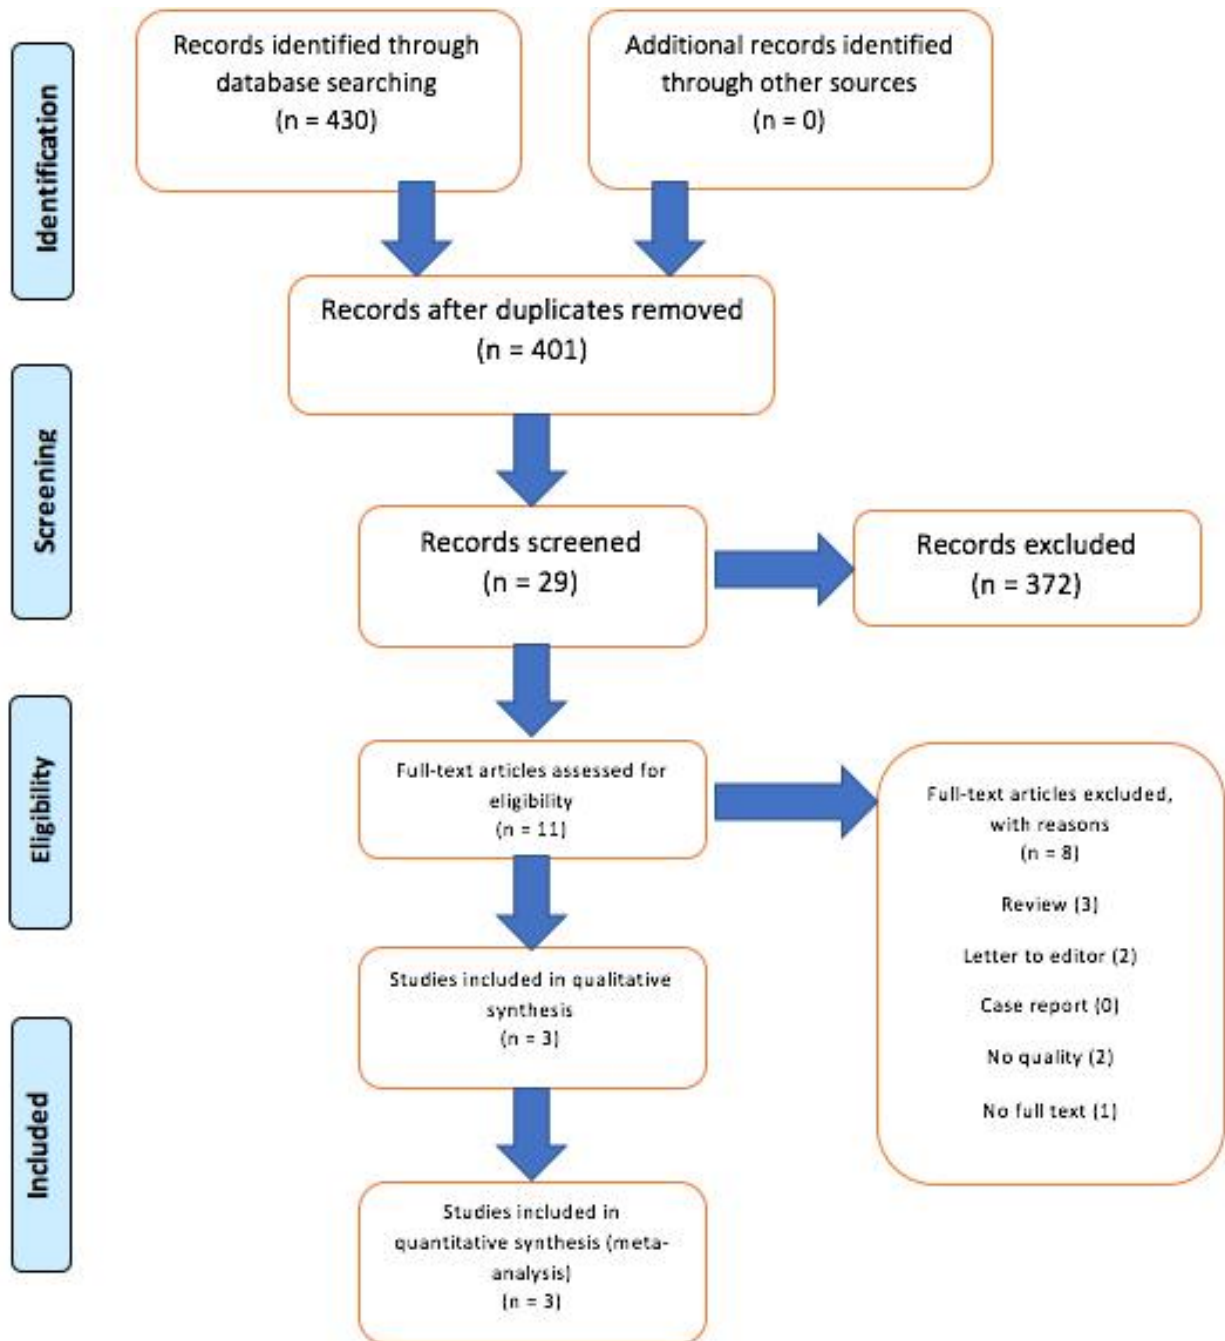 Identification
Records identified through
database searching
(n = 430)
Additional records identified
through other sources
(n = 0)
Records after duplicates removed
(n = 401)
Screening
Records screened
(n = 29)
Records excluded
(n = 372)
Eligibility
Full-text articles assessed for
eligibility
(n = 11)
Full-text articles excluded,
with reasons
(n = 8)
Review (3)
Letter to editor (2)
Case report (0)
No quality (2)
No full text (1)
Included
Studies included in qualitative
synthesis
(n = 3)
Studies included in
quantitative synthesis (meta-
analysis)
(n = 3)